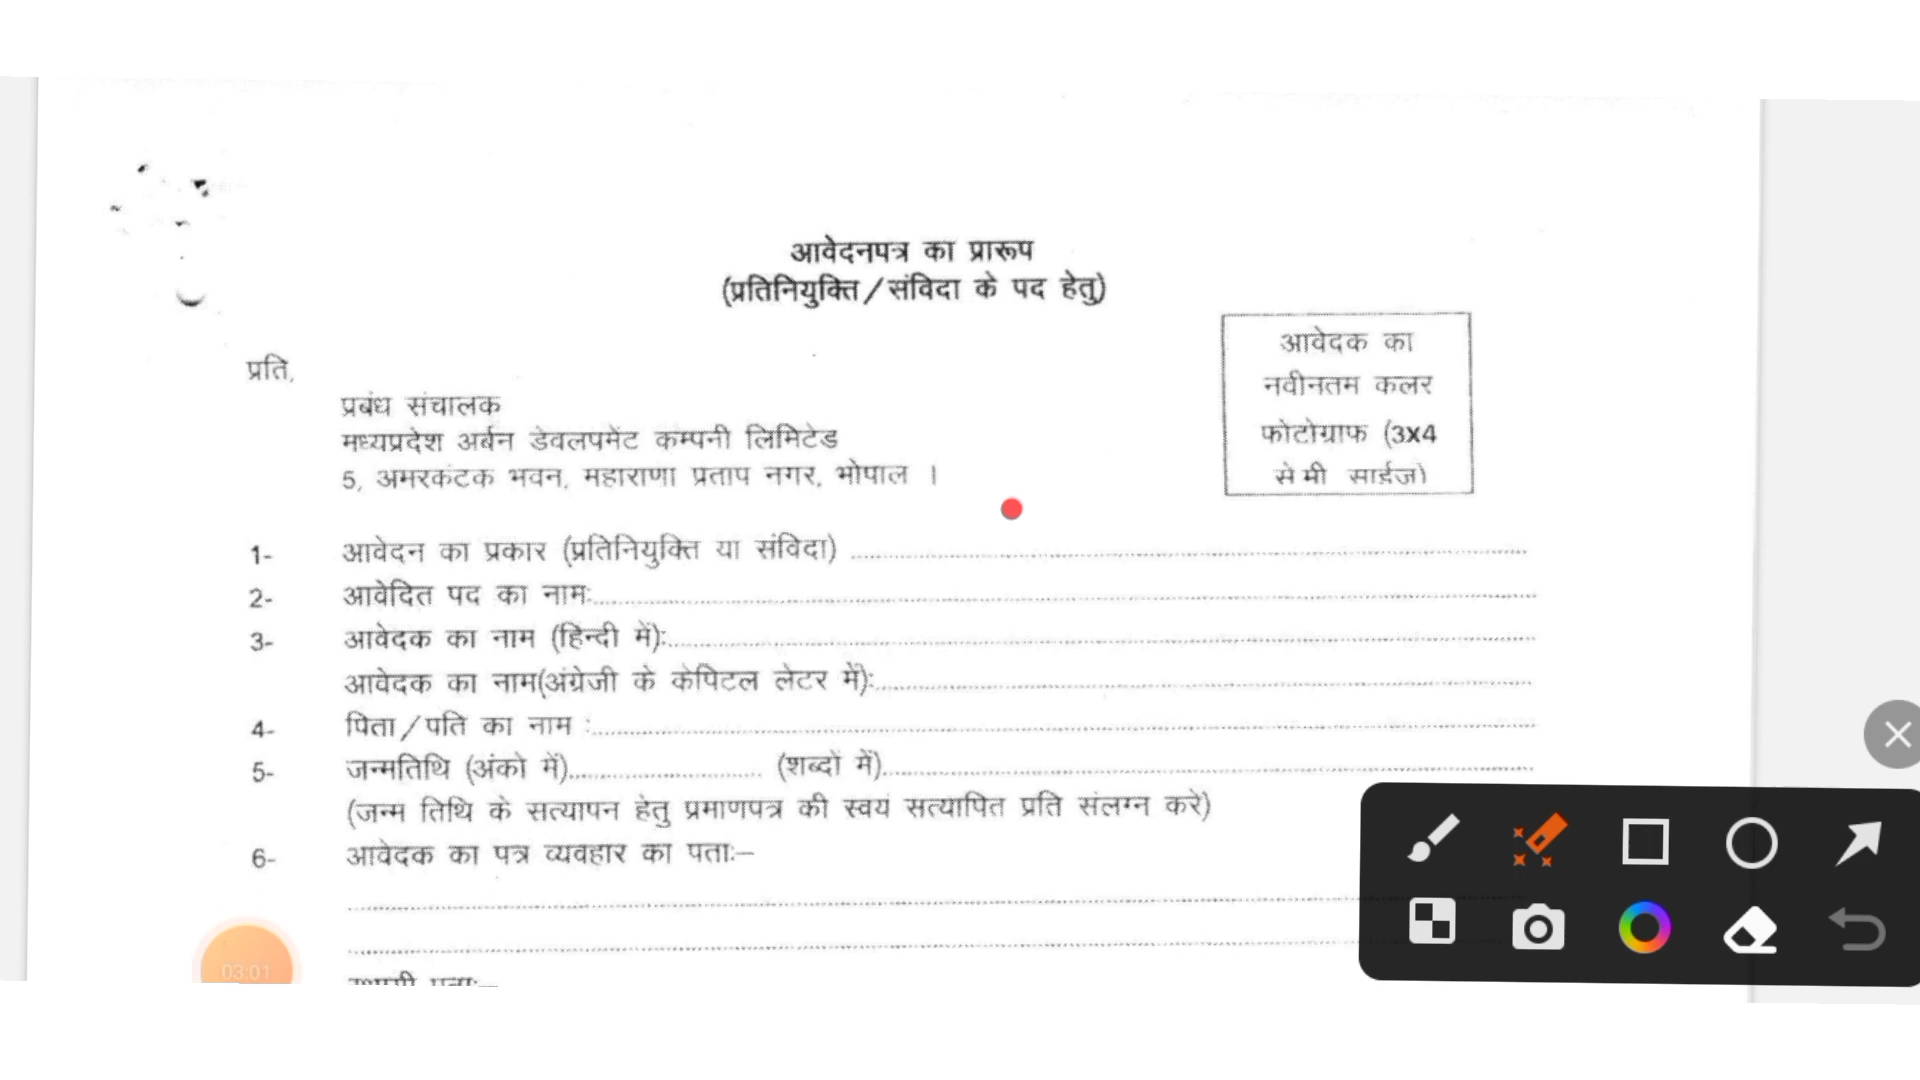 आवेदनपत्र का प्रारूप
(प्रतिनियुक्ति/संविदा के पद हेतु)
आवेदक का
नवीनतम कलर
फोटोग्राफ (3x4
से मी साईज)
प्रति,
प्रबंध संचालक
मध्यप्रदेश अर्बन डेवलपमेंट कम्पनी लिमिटेड
5, अमरकंटक भवन, महाराणा प्रताप नगर, भोपाल ।
1- आवेदन का प्रकार (प्रतिनियुक्ति या संविदा) ....................
2- आवेदित पद का नामः....................
3- आवेदक का नाम (हिन्दी में):....................
आवेदक का नाम(अंग्रेजी के केपिटल लेटर में):....................
4- पिता/पति का नाम :....................
5- जन्मतिथि (अंको में).................... (शब्दों में)....................
(जन्म तिथि के सत्यापन हेतु प्रमाणपत्र की स्वयं सत्यापित प्रति संलग्न करे)
6- आवेदक का पत्र व्यवहार का पताः–
03:01